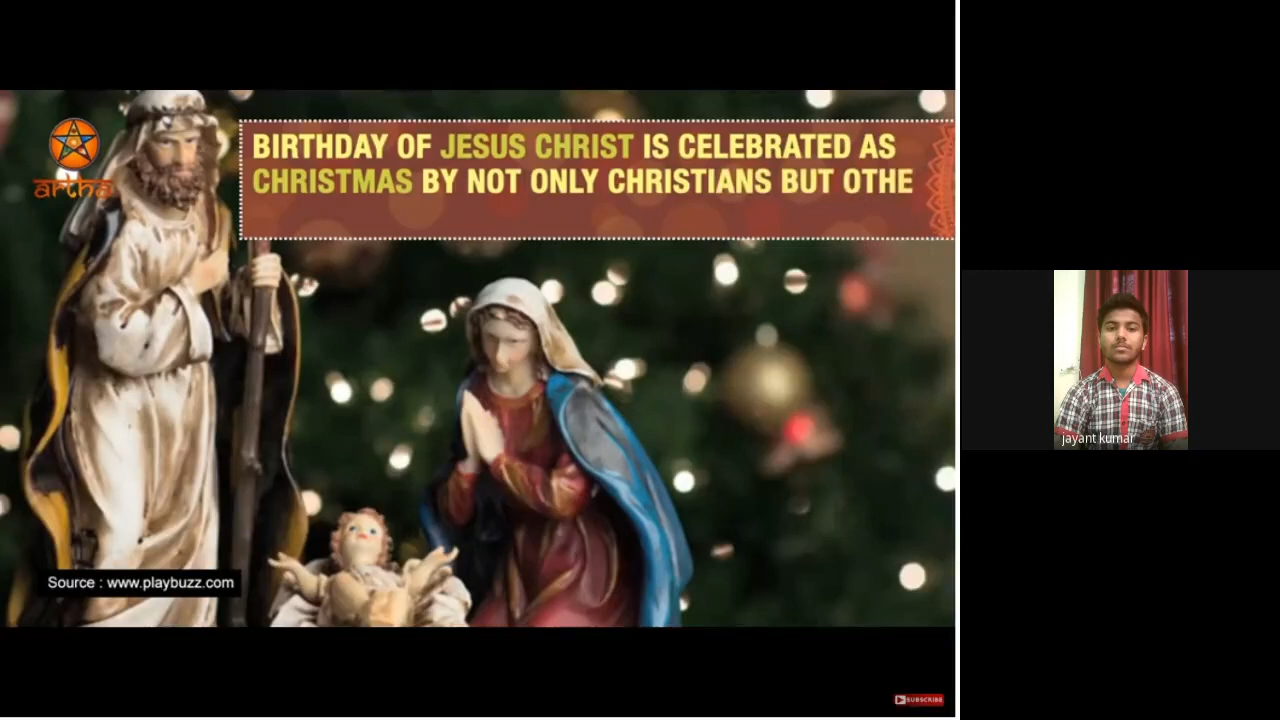 artha
BIRTHDAY OF JESUS CHRIST IS CELEBRATED AS
CHRISTMAS BY NOT ONLY CHRISTIANS BUT OTHE
Source : www.playbuzz.com
SUBSCRIBE
jayant kumar